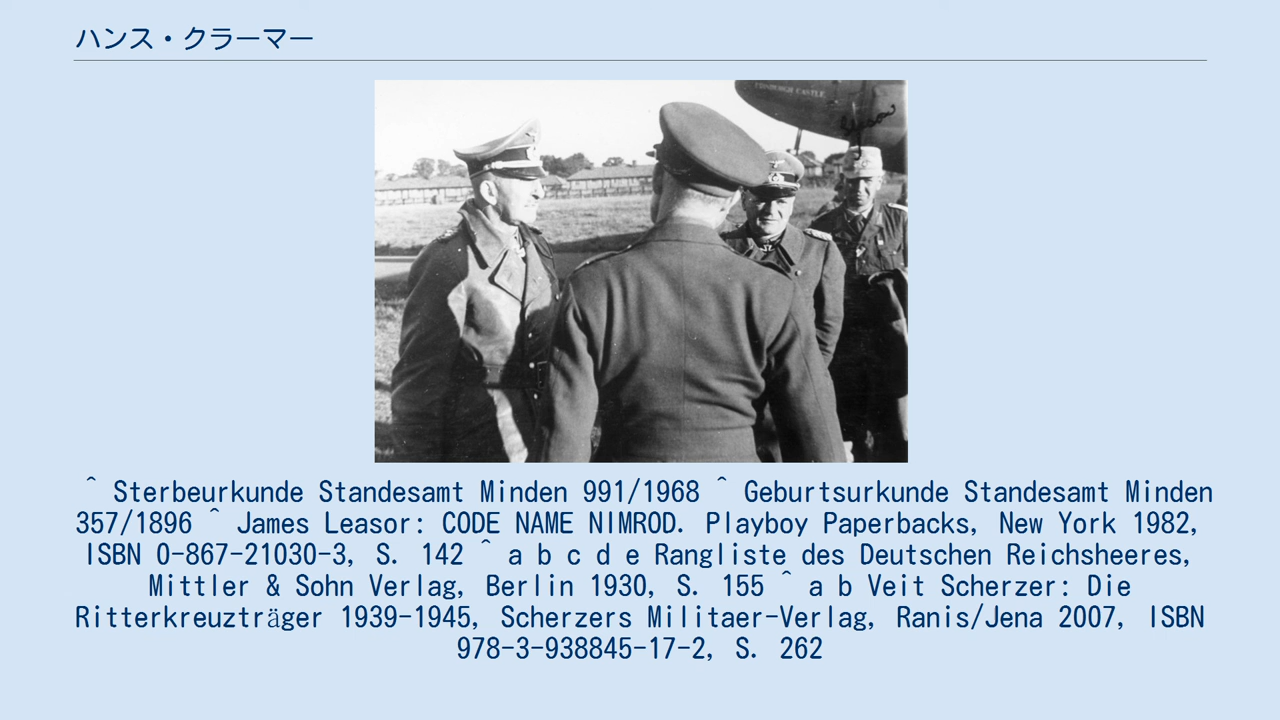 ハンス・クラーマー
EDINBURGH CASTLE
^ Sterbeurkunde Standesamt Minden 991/1968 ^ Geburtsurkunde Standesamt Minden
357/1896 ^ James Leasor: CODE NAME NIMROD. Playboy Paperbacks, New York 1982,
ISBN 0-867-21030-3, S. 142 ^ a b c d e Rangliste des Deutschen Reichsheeres,
Mittler & Sohn Verlag, Berlin 1930, S. 155 ^ a b Veit Scherzer: Die
Ritterkreuzträger 1939-1945, Scherzers Militaer-Verlag, Ranis/Jena 2007, ISBN
978-3-938845-17-2, S. 262